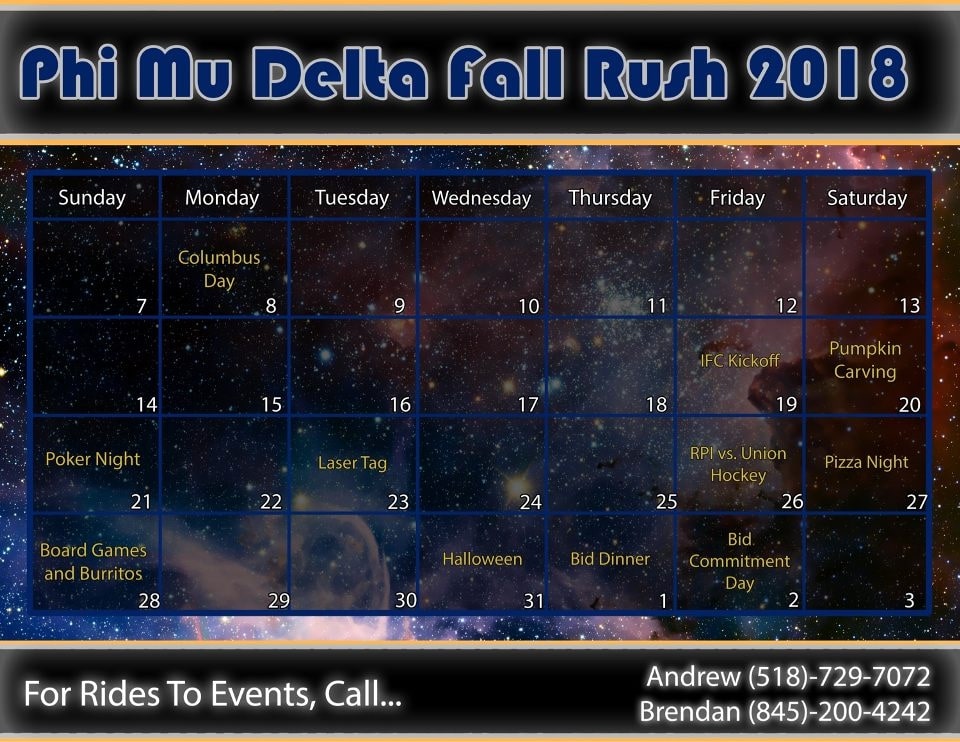 Phi Mu Delta Fall Rush 2018
Sunday Monday Tuesday Wednesday Thursday Friday Saturday
Columbus
Day
7 8 9 10 11 12 13
IFC Kickoff
Pumpkin
Carving
14 15 16 17 18 19 20
Poker Night
Laser Tag
RPI vs. Union
Hockey
Pizza Night
21 22 23 24 25 26 27
Board Games
and Burritos
Halloween
Bid Dinner
Bid
Commitment
Day
28 29 30 31 1 2 3
For Rides To Events, Call...
Andrew (518)-729-7072
Brendan (845)-200-4242